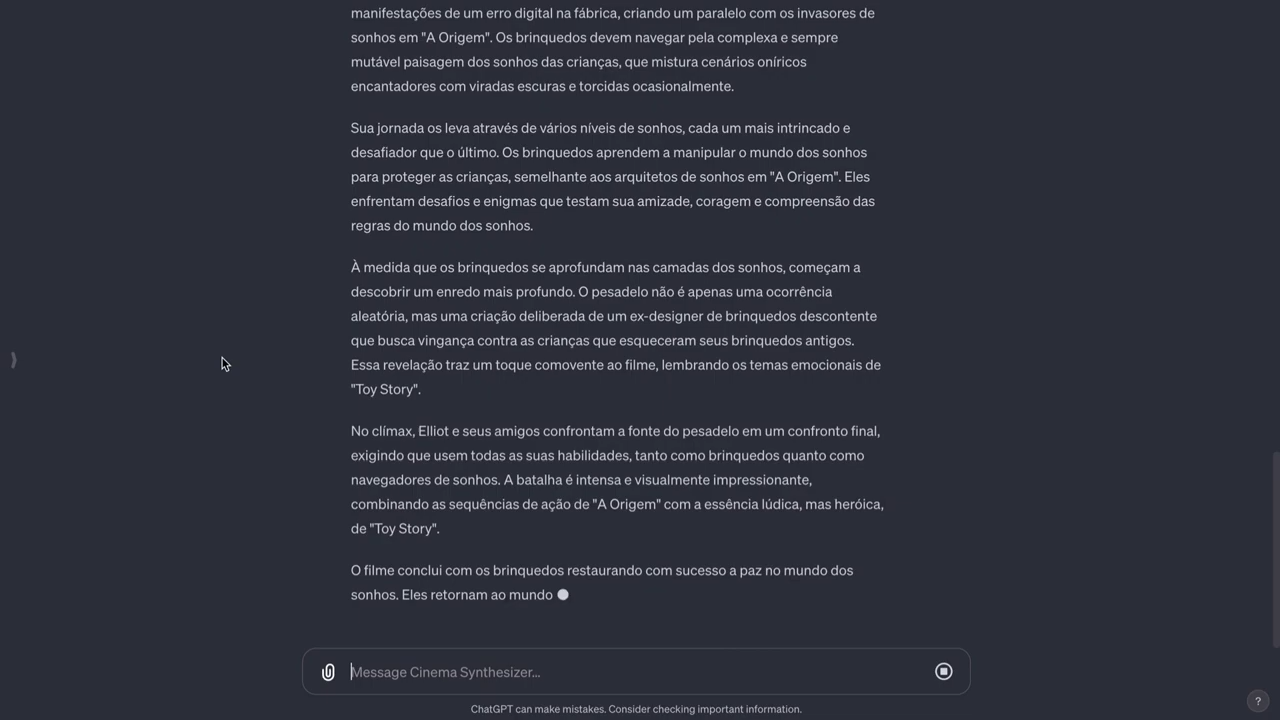 manifestações de um erro digital na fábrica, criando um paralelo com os invasores de
sonhos em "A Origem". Os brinquedos devem navegar pela complexa e sempre
mutável paisagem dos sonhos das crianças, que mistura cenários oníricos
encantadores com viradas escuras e torcidas ocasionalmente.
Sua jornada os leva através de vários níveis de sonhos, cada um mais intrincado e
desafiador que o último. Os brinquedos aprendem a manipular o mundo dos sonhos
para proteger as crianças, semelhante aos arquitetos de sonhos em "A Origem". Eles
enfrentam desafios e enigmas que testam sua amizade, coragem e compreensão das
regras do mundo dos sonhos.
À medida que os brinquedos se aprofundam nas camadas dos sonhos, começam a
descobrir um enredo mais profundo. O pesadelo não é apenas uma ocorrência
aleatória, mas uma criação deliberada de um ex-designer de brinquedos descontente
que busca vingança contra as crianças que esqueceram seus brinquedos antigos.
Essa revelação traz um toque comovente ao filme, lembrando os temas emocionais de
"Toy Story".
No clímax, Elliot e seus amigos confrontam a fonte do pesadelo em um confronto final,
exigindo que usem todas as suas habilidades, tanto como brinquedos quanto como
navegadores de sonhos. A batalha é intensa e visualmente impressionante,
combinando as sequências de ação de "A Origem" com a essência lúdica, mas heróica,
de "Toy Story".
O filme conclui com os brinquedos restaurando com sucesso a paz no mundo dos
sonhos. Eles retornam ao mundo
Message Cinema Synthesizer...
ChatGPT can make mistakes. Consider checking important information.
?